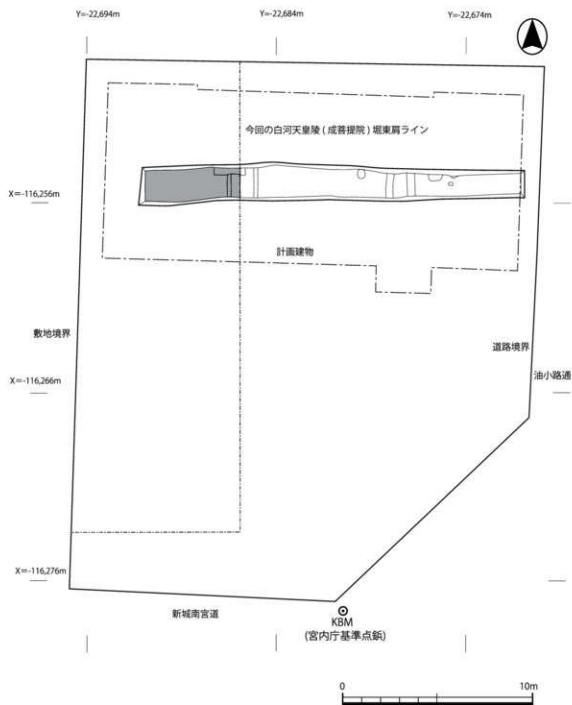 Y=-22,694m
Y=-22,684m
Y=-22,674m
今回の白河天皇陵 ( 成菩提院 ) 堀東肩ライン
X=-116,256m
計画建物
敷地境界
道路境界
X=-116,266m
油小路通
X=-116,276m
新城南宮道
KBM
(宮内庁基準点鋲)
0
10m